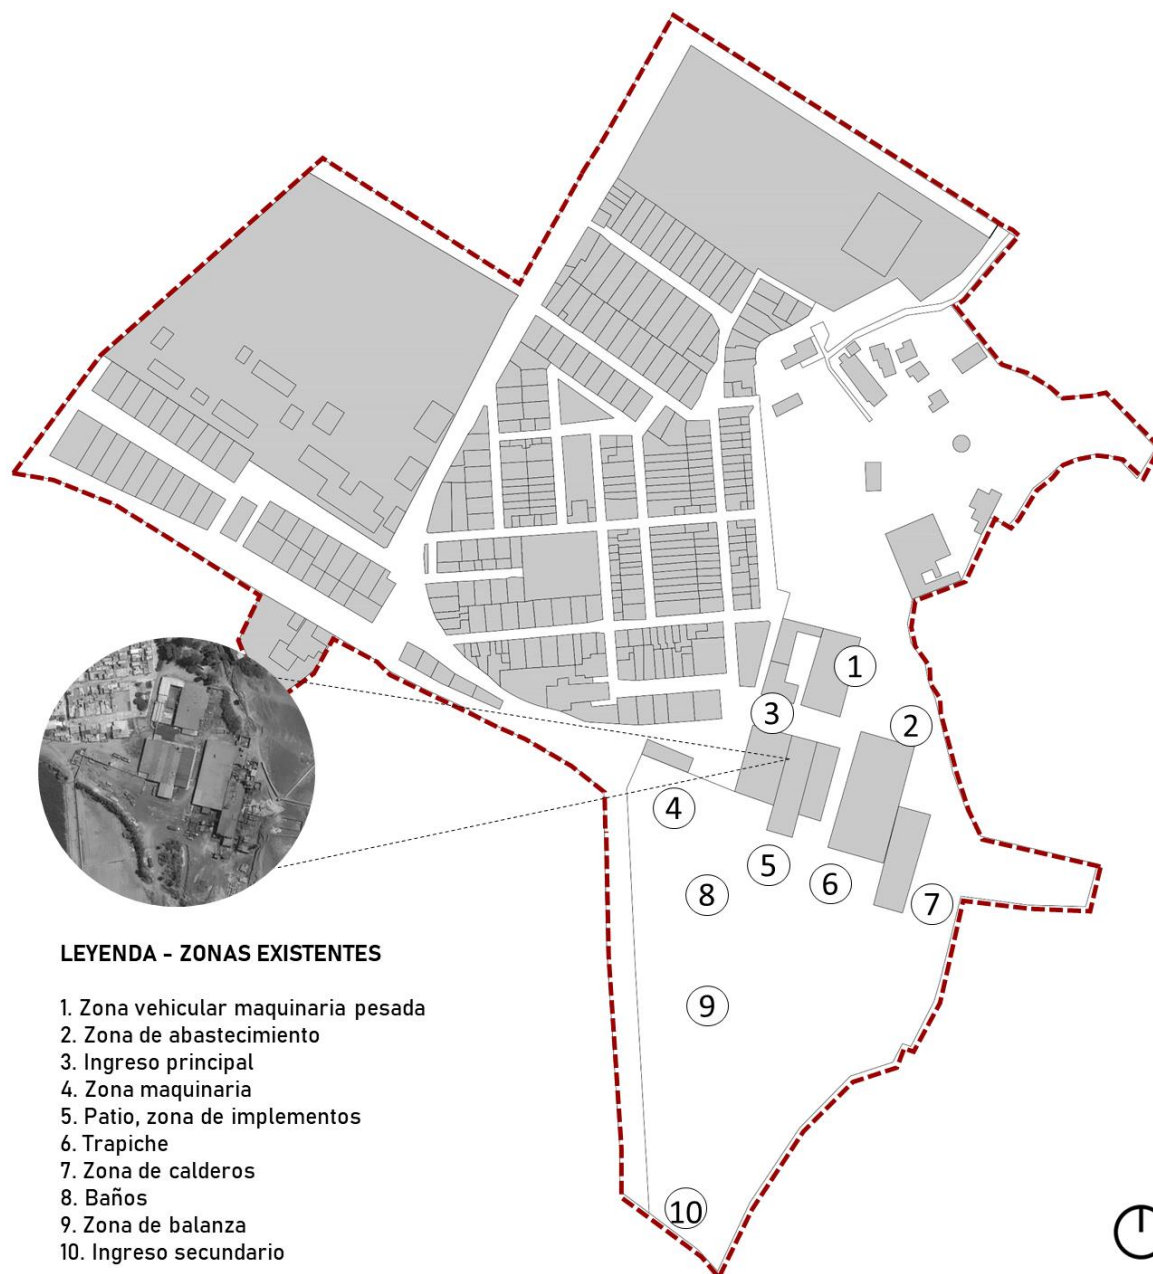 1
2
3
4
5
6
7
8
9
10
LEYENDA - ZONAS EXISTENTES
1. Zona vehicular maquinaria pesada
2. Zona de abastecimiento
3. Ingreso principal
4. Zona maquinaria
5. Patio, zona de implementos
6. Trapiche
7. Zona de calderos
8. Baños
9. Zona de balanza
10. Ingreso secundario